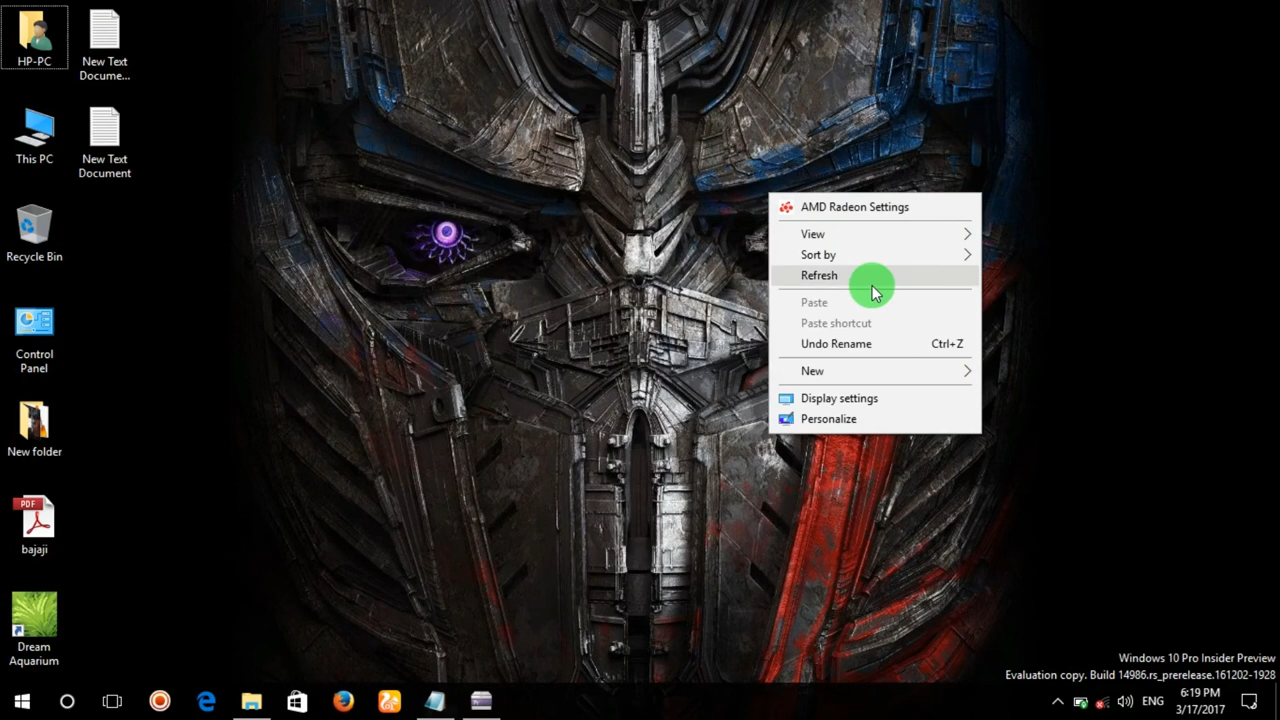 HP-PC
New Text
Docume...
This PC
New Text
Document
Recycle Bin
Control
Panel
New folder
PDF
bajaji
Dream
Aquarium
AMD Radeon Settings
View
Sort by
Refresh
Paste
Paste shortcut
Undo Rename Ctrl+Z
New
Display settings
Personalize
Windows 10 Pro Insider Preview
Evaluation copy. Build 14986.rs_prerelease.161202-1928
ENG
6:19 PM
3/17/2017